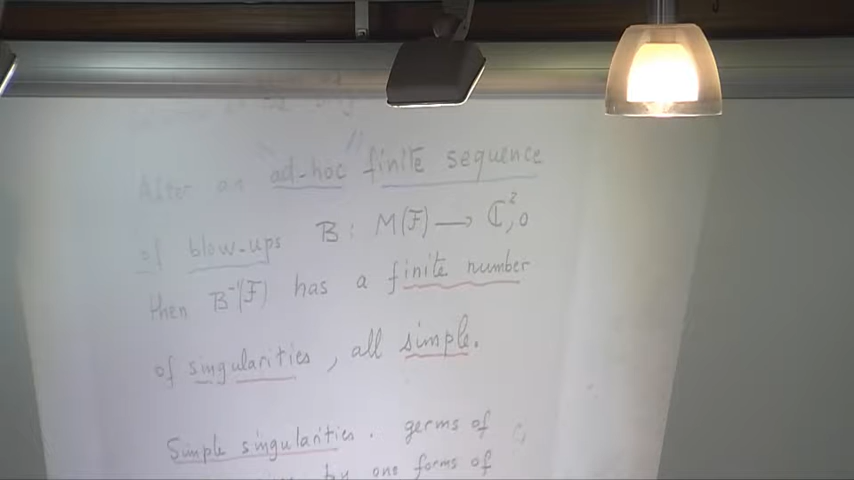 After an ad-hoc finite sequence
of blow-ups B : M(F) ⟶ ℂ²,0
then B⁻¹(F) has a finite number
of singularities, all simple.
Simple singularities. germs of
by one forms of